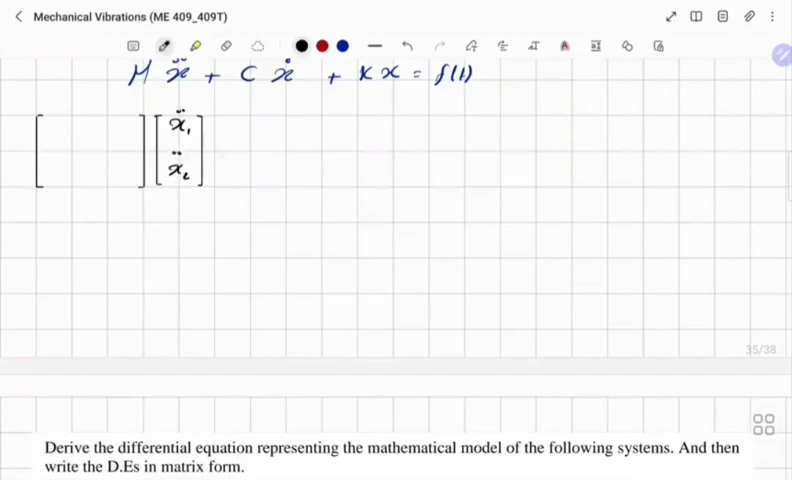 Mechanical Vibrations (ME 409_409T)
M ẍ + C ẋ + K x = f(t)
[ ] [ ẍ₁
ẍ₂ ]
35/38
Derive the differential equation representing the mathematical model of the following systems. And then
write the D.Es in matrix form.